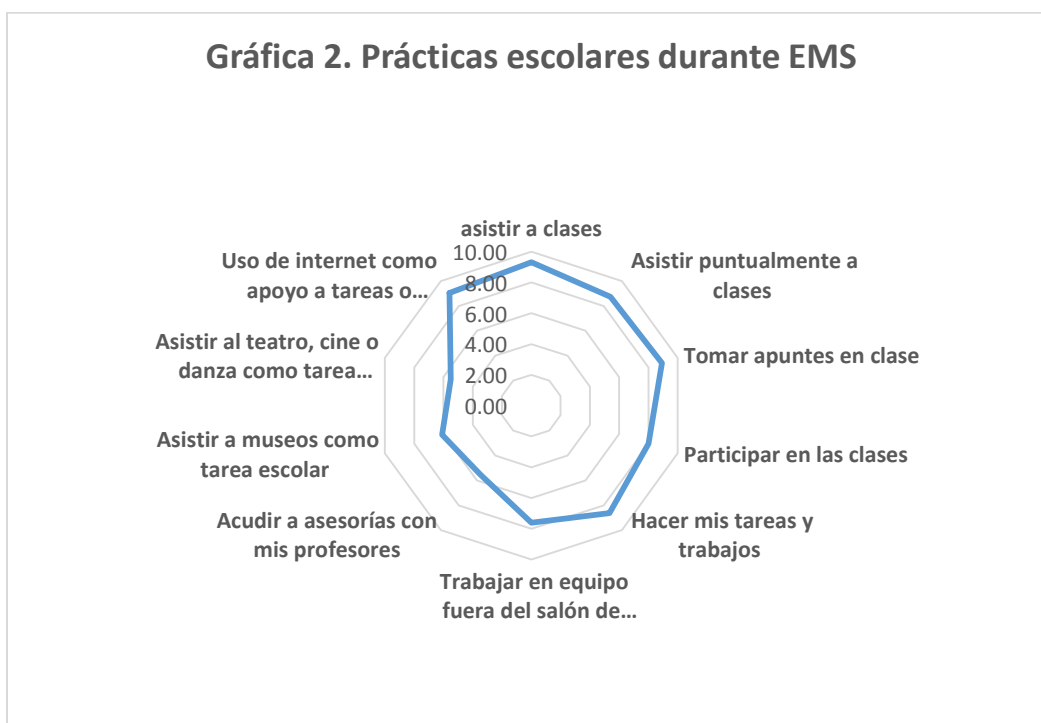 Gráfica 2. Prácticas escolares durante EMS
asistir a clases
10.00
8.00
6.00
4.00
2.00
0.00
Asistir puntualmente a
clases
Tomar apuntes en clase
Participar en las clases
Hacer mis tareas y
trabajos
Trabajar en equipo
fuera del salón de…
Acudir a asesorías con
mis profesores
Asistir a museos como
tarea escolar
Asistir al teatro, cine o
danza como tarea…
Uso de internet como
apoyo a tareas o…